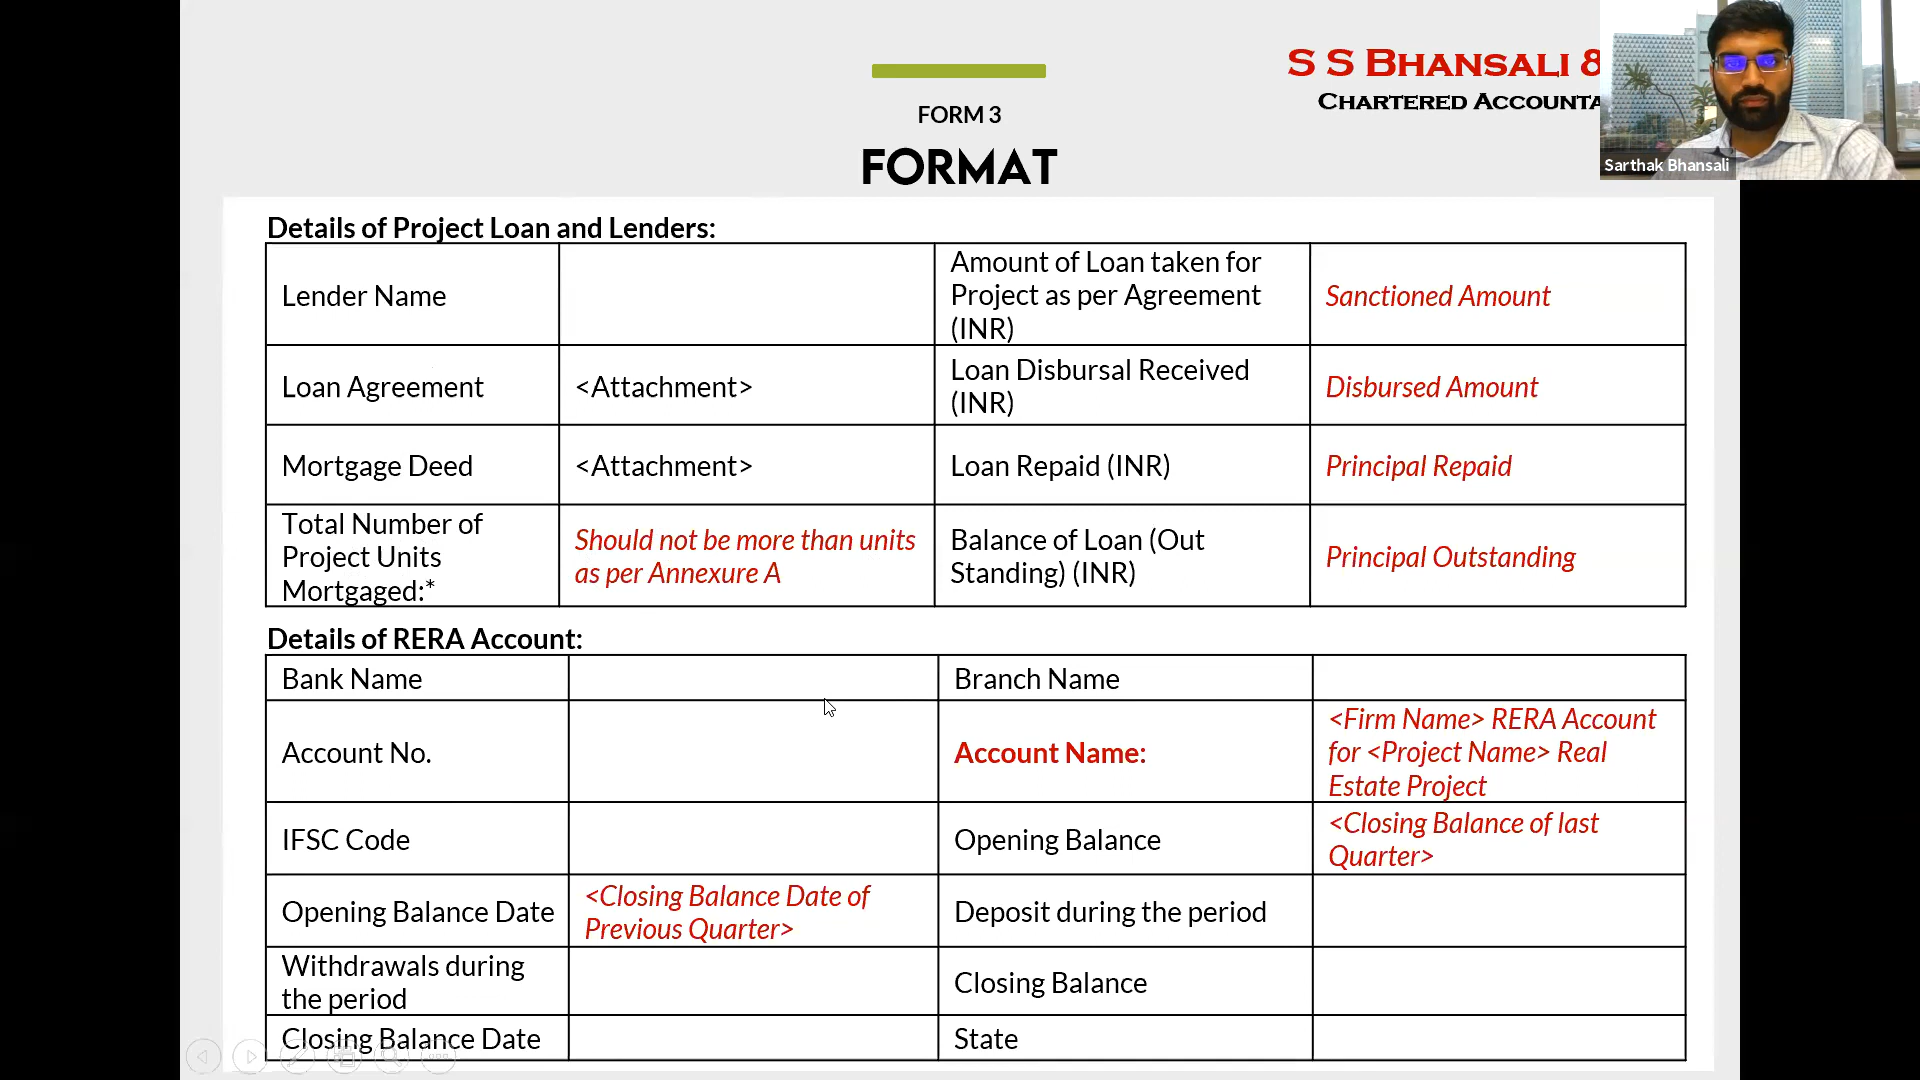 S S BHANSALI &
CHARTERED ACCOUNTA
Sarthak Bhansali
FORM 3
FORMAT
Details of Project Loan and Lenders:
Lender Name
Amount of Loan taken for
Project as per Agreement
(INR)
Sanctioned Amount
Loan Agreement
<Attachment>
Loan Disbursal Received
(INR)
Disbursed Amount
Mortgage Deed
<Attachment>
Loan Repaid (INR)
Principal Repaid
Total Number of
Project Units
Mortgaged:*
Should not be more than units
as per Annexure A
Balance of Loan (Out
Standing) (INR)
Principal Outstanding
Details of RERA Account:
Bank Name
Branch Name
Account No.
Account Name:
<Firm Name> RERA Account
for <Project Name> Real
Estate Project
IFSC Code
Opening Balance
<Closing Balance of last
Quarter>
Opening Balance Date
<Closing Balance Date of
Previous Quarter>
Deposit during the period
Withdrawals during
the period
Closing Balance
Closing Balance Date
State